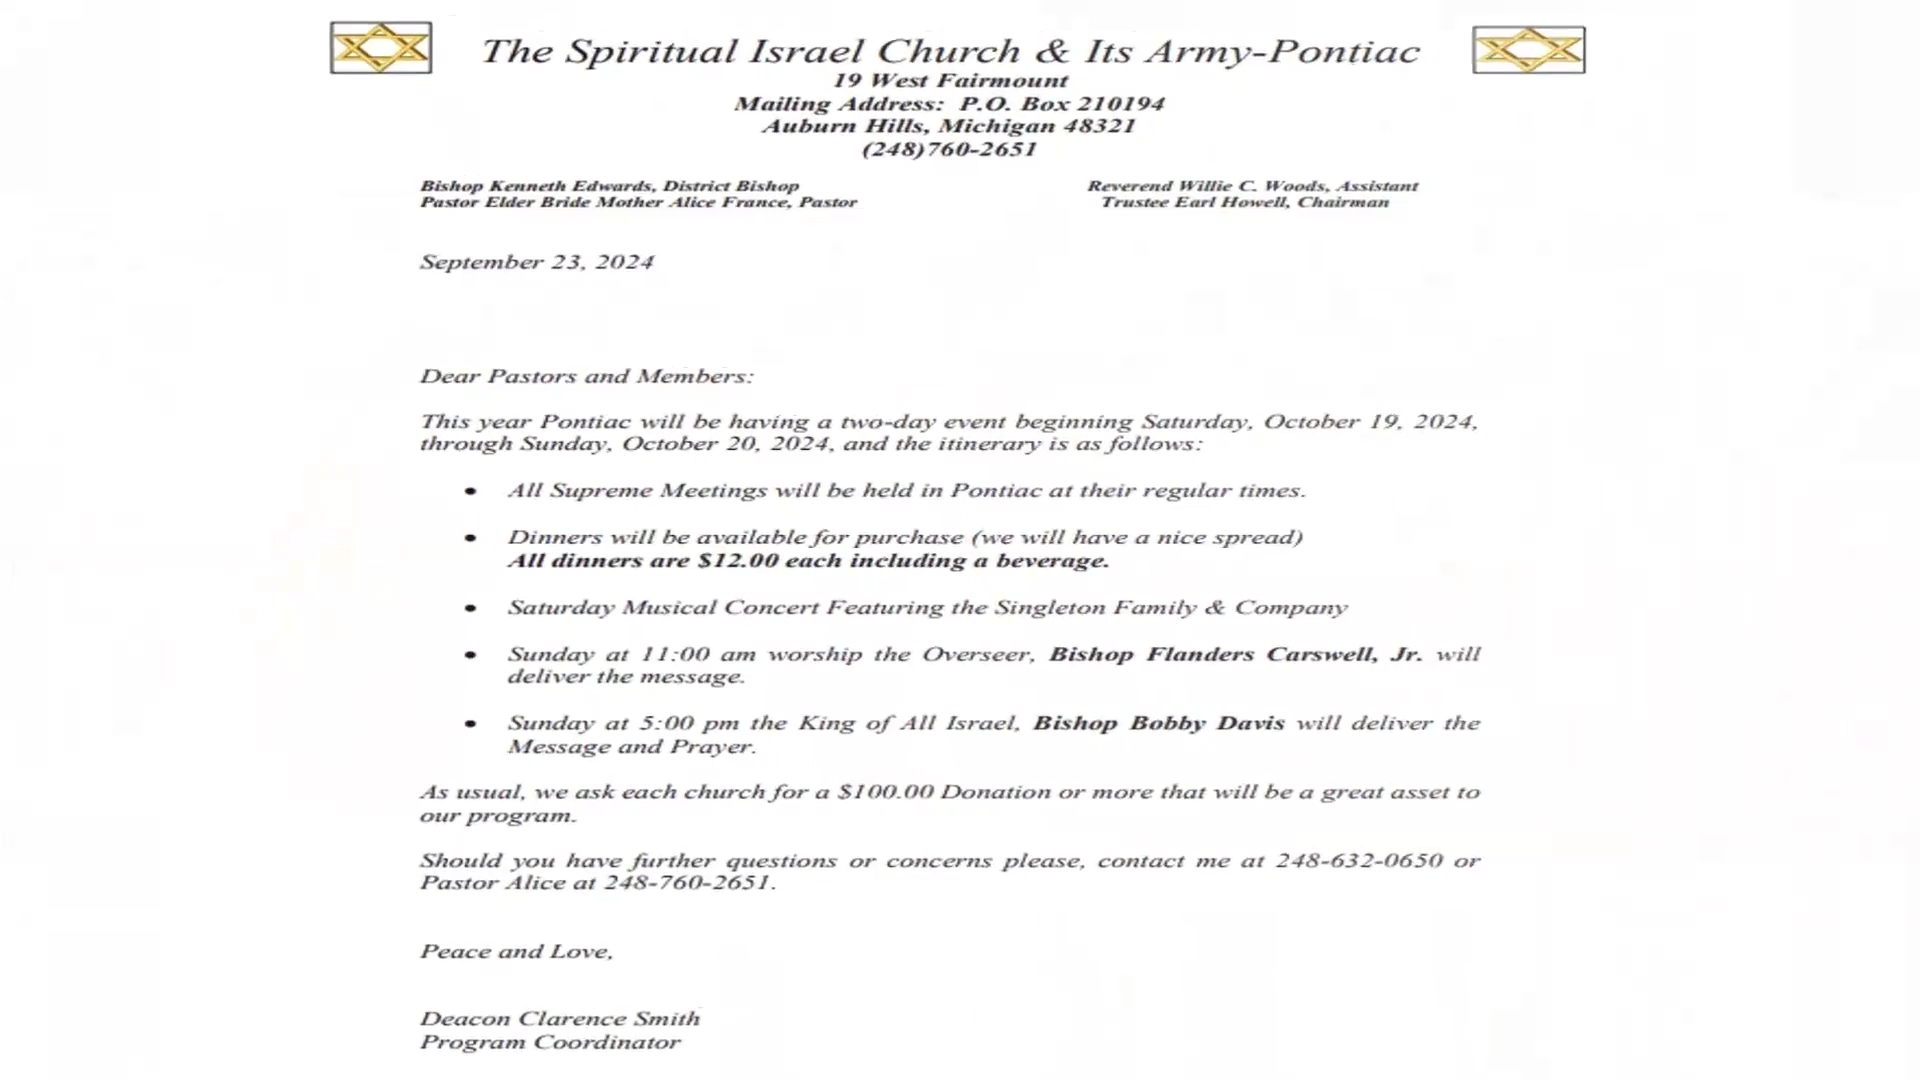 The Spiritual Israel Church & Its Army-Pontiac
19 West Fairmount
Mailing Address: P.O. Box 210194
Auburn Hills, Michigan 48321
(248)760-2651
Bishop Kenneth Edwards, District Bishop
Pastor Elder Bride Mother Alice France, Pastor
Reverend Willie C. Woods, Assistant
Trustee Earl Howell, Chairman
September 23, 2024
Dear Pastors and Members:
This year Pontiac will be having a two-day event beginning Saturday, October 19, 2024,
through Sunday, October 20, 2024, and the itinerary is as follows:
• All Supreme Meetings will be held in Pontiac at their regular times.
• Dinners will be available for purchase (we will have a nice spread)
All dinners are $12.00 each including a beverage.
• Saturday Musical Concert Featuring the Singleton Family & Company
• Sunday at 11:00 am worship the Overseer, Bishop Flanders Carswell, Jr. will
deliver the message.
• Sunday at 5:00 pm the King of All Israel, Bishop Bobby Davis will deliver the
Message and Prayer.
As usual, we ask each church for a $100.00 Donation or more that will be a great asset to
our program.
Should you have further questions or concerns please, contact me at 248-632-0650 or
Pastor Alice at 248-760-2651.
Peace and Love,
Deacon Clarence Smith
Program Coordinator